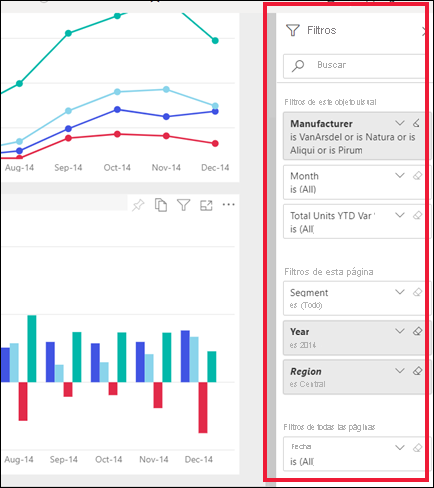 Filtros
Buscar
Filtros de este objeto visual
Manufacturer
is VanArsdel or is Natura or is
Aliqui or is Pirum
Month
is (All)
Total Units YTD Var
is (All(
Filtros de esta página
Segment
es (Todo)
Year
es 2014
Region
es Central
Filtros de todas las páginas
Fecha
is (All(
Aug-14 Sep-14 Oct-14 Nov-14 Dec-14
Aug-14 Sep-14 Oct-14 Nov-14 Dec-14